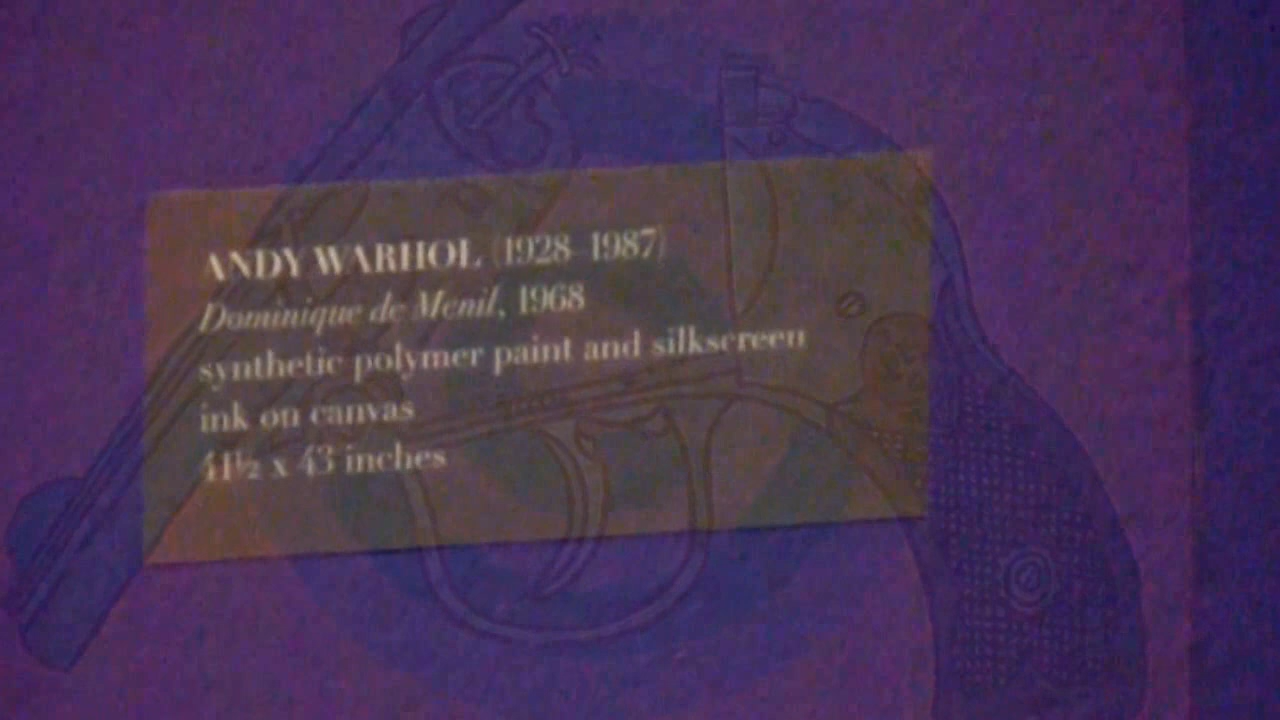 ANDY WARHOL (1928–1987)
Dominique de Menil, 1968
synthetic polymer paint and silkscreen
ink on canvas
41½ x 43 inches